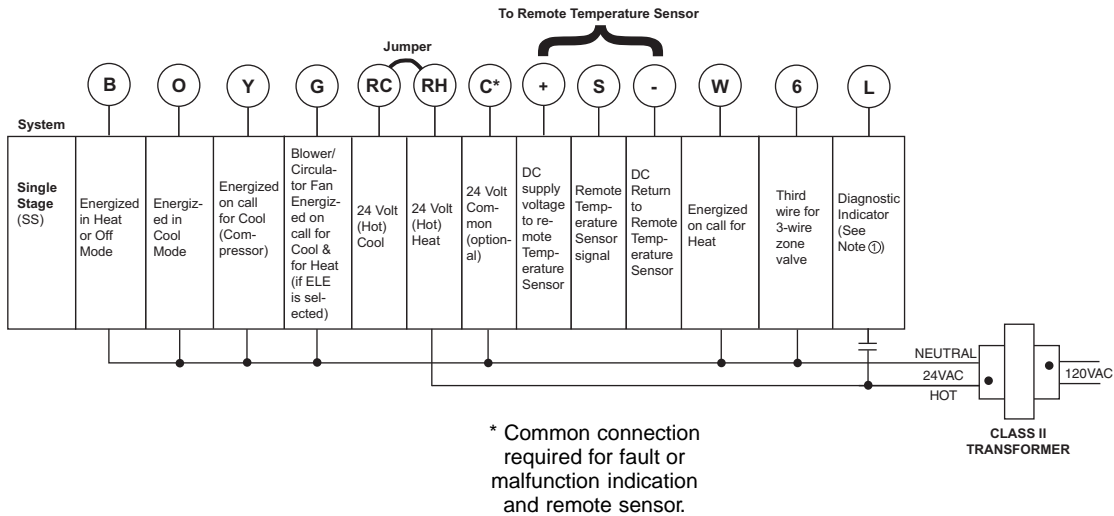 To Remote Temperature Sensor
Jumper
B
O
Y
G
RC
RH
C*
+
S
-
W
6
L
System
Single
Stage
(SS)
Energized
in Heat
or Off
Mode
Energiz-
ed in
Cool
Mode
Energized
on call
for Cool
(Com-
pressor)
Blower/
Circula-
tor Fan
Energiz-
ed on
call for
Cool &
for Heat
(if ELE
is sel-
ected)
24 Volt
(Hot)
Cool
24 Volt
(Hot)
Heat
24 Volt
Com-
mon
(option-
al)
DC
supply
voltage
to re-
mote
Temp-
erature
Sensor
Remote
Temp-
erature
Sensor
signal
DC
Return
to
Remote
Temp-
erature
Sensor
Energized
on call for
Heat
Third
wire for
3-wire
zone
valve
Diagnostic
Indicator
(See
Note ①)
NEUTRAL
24VAC
HOT
120VAC
CLASS II
TRANSFORMER
* Common connection
required for fault or
malfunction indication
and remote sensor.